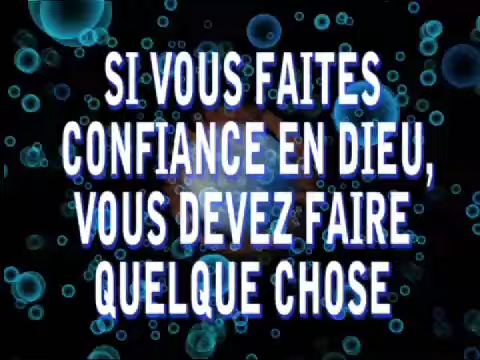 SI VOUS FAITES
CONFIANCE EN DIEU,
VOUS DEVEZ FAIRE
QUELQUE CHOSE